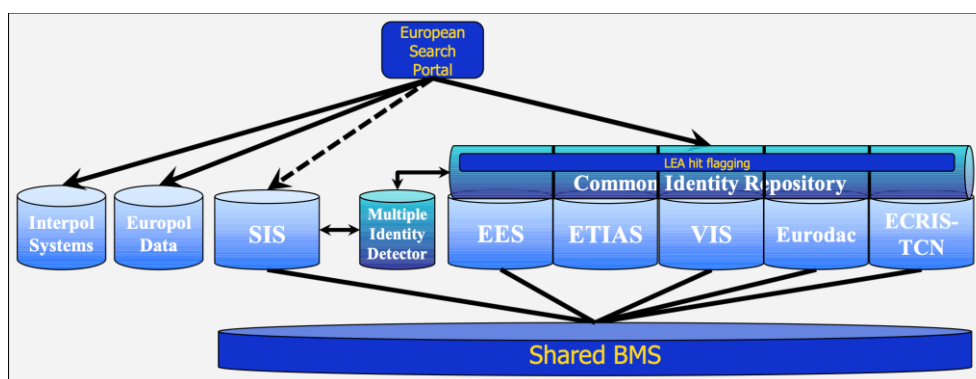 European
Search
Portal
LEA hit flagging
Common Identity Repository
Interpol
Systems
Europol
Data
SIS
Multiple
Identity
Detector
EES
ETIAS
VIS
Eurodac
ECRIS-
TCN
Shared BMS